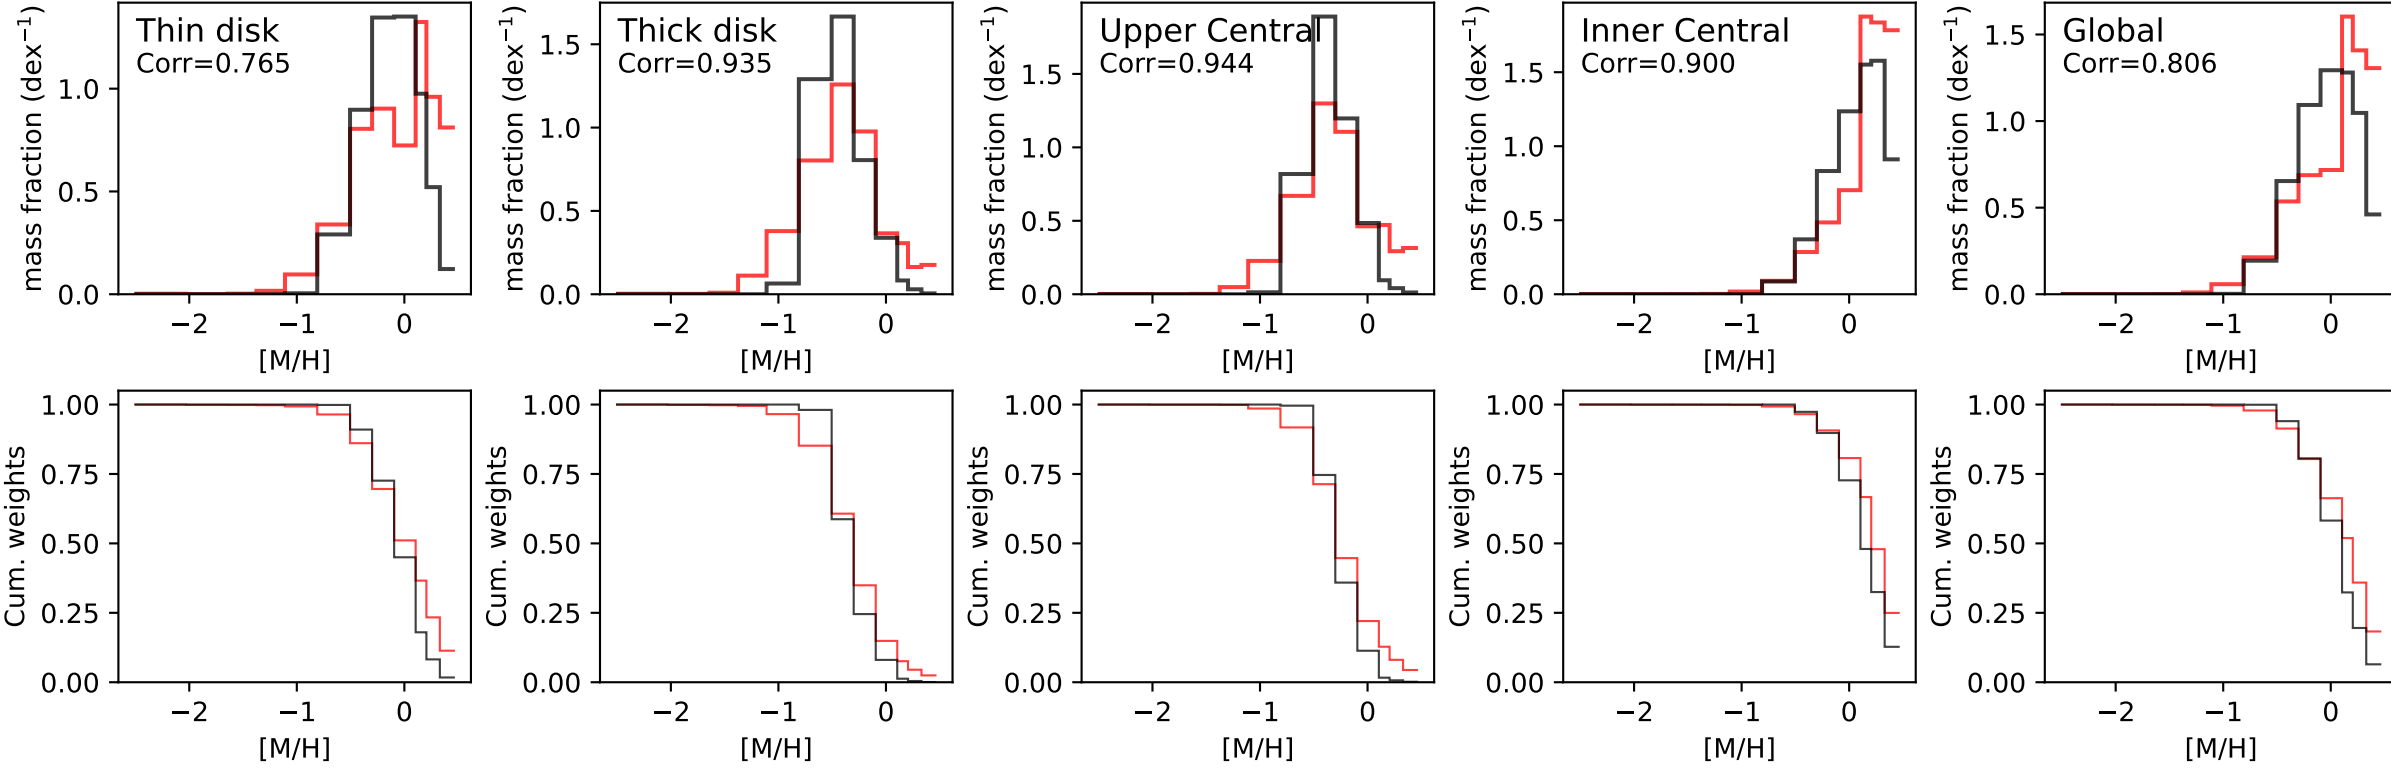 mass fraction (dex⁻¹)
1.0
0.5
0.0
Thin disk
Corr=0.765
−2
−1
0
[M/H]
mass fraction (dex⁻¹)
1.5
1.0
0.5
0.0
Thick disk
Corr=0.935
−2
−1
0
[M/H]
mass fraction (dex⁻¹)
1.5
1.0
0.5
0.0
Upper Central
Corr=0.944
−2
−1
0
[M/H]
mass fraction (dex⁻¹)
1.5
1.0
0.5
0.0
Inner Central
Corr=0.900
−2
−1
0
[M/H]
mass fraction (dex⁻¹)
1.5
1.0
0.5
0.0
Global
Corr=0.806
−2
−1
0
[M/H]
Cum. weights
1.00
0.75
0.50
0.25
0.00
−2
−1
0
[M/H]
Cum. weights
1.00
0.75
0.50
0.25
0.00
−2
−1
0
[M/H]
Cum. weights
1.00
0.75
0.50
0.25
0.00
−2
−1
0
[M/H]
Cum. weights
1.00
0.75
0.50
0.25
0.00
−2
−1
0
[M/H]
Cum. weights
1.00
0.75
0.50
0.25
0.00
−2
−1
0
[M/H]